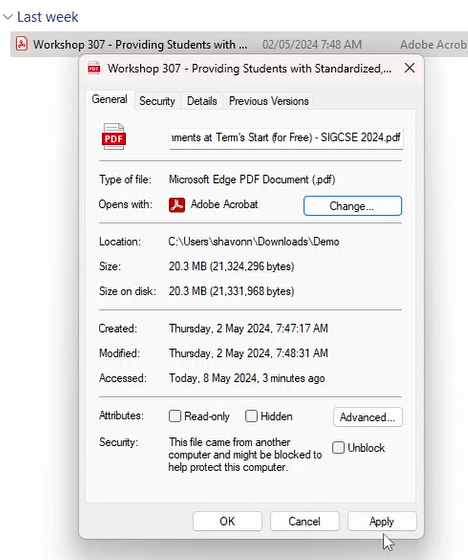 Last week
Workshop 307 - Providing Students with ... 02/05/2024 7:48 AM Adobe Acrob
Workshop 307 - Providing Students with Standardized,...
General Security Details Previous Versions
PDF
ments at Term's Start (for Free) - SIGCSE 2024.pdf
Type of file: Microsoft Edge PDF Document (.pdf)
Opens with: Adobe Acrobat Change...
Location: C:\Users\shavonn\Downloads\Demo
Size: 20.3 MB (21,324,296 bytes)
Size on disk: 20.3 MB (21,331,968 bytes)
Created: Thursday, 2 May 2024, 7:47:17 AM
Modified: Thursday, 2 May 2024, 7:48:31 AM
Accessed: Today, 8 May 2024, 3 minutes ago
Attributes: Read-only Hidden Advanced...
Security: This file came from another
computer and might be blocked to
help protect this computer.
Unblock
OK Cancel Apply